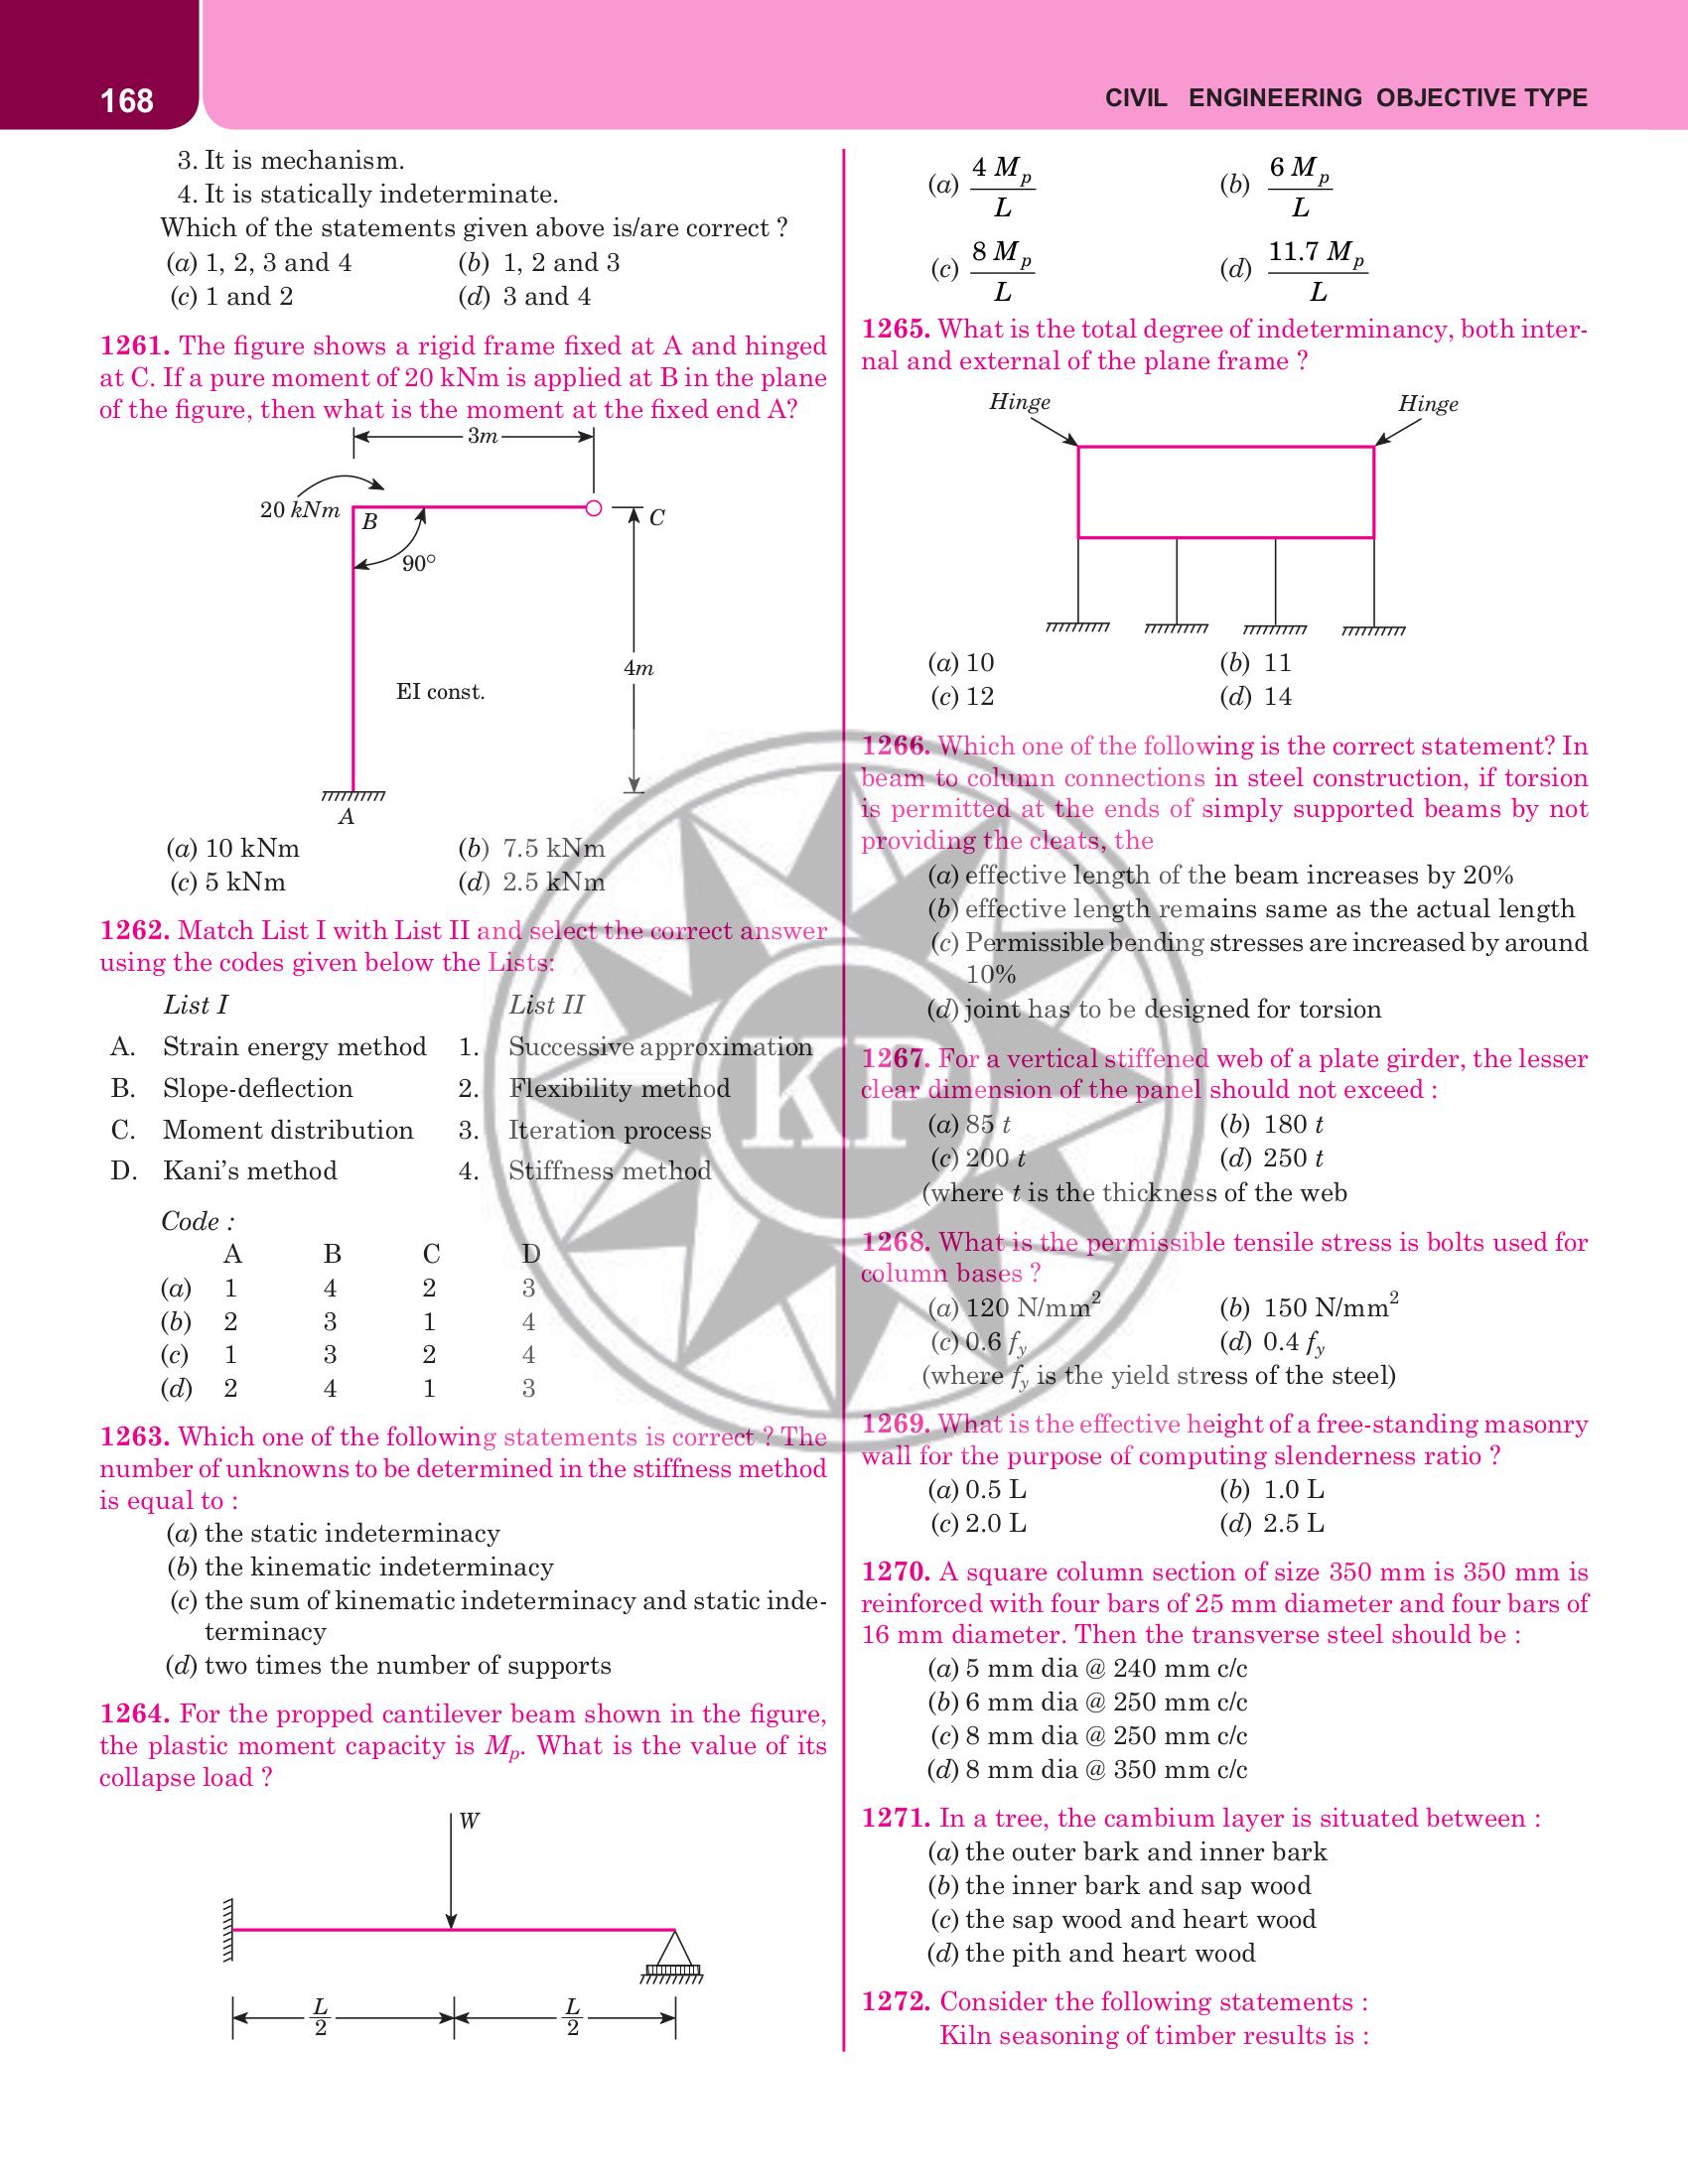 168
CIVIL ENGINEERING OBJECTIVE TYPE
3. It is mechanism.
4. It is statically indeterminate.
Which of the statements given above is/are correct ?
(a) 1, 2, 3 and 4 (b) 1, 2 and 3
(c) 1 and 2 (d) 3 and 4
1261. The figure shows a rigid frame fixed at A and hinged
at C. If a pure moment of 20 kNm is applied at B in the plane
of the figure, then what is the moment at the fixed end A?
3m
20 kNm
B
C
90°
4m
EI const.
A
(a) 10 kNm (b) 7.5 kNm
(c) 5 kNm (d) 2.5 kNm
1262. Match List I with List II and select the correct answer
using the codes given below the Lists:
List I List II
A. Strain energy method 1. Successive approximation
B. Slope-deflection 2. Flexibility method
C. Moment distribution 3. Iteration process
D. Kani's method 4. Stiffness method
Code :
A B C D
(a) 1 4 2 3
(b) 2 3 1 4
(c) 1 3 2 4
(d) 2 4 1 3
1263. Which one of the following statements is correct ? The
number of unknowns to be determined in the stiffness method
is equal to :
(a) the static indeterminacy
(b) the kinematic indeterminacy
(c) the sum of kinematic indeterminacy and static inde-
terminacy
(d) two times the number of supports
1264. For the propped cantilever beam shown in the figure,
the plastic moment capacity is Mp. What is the value of its
collapse load ?
W
L/2 L/2
(a) 4 Mp / L (b) 6 Mp / L
(c) 8 Mp / L (d) 11.7 Mp / L
1265. What is the total degree of indeterminancy, both inter-
nal and external of the plane frame ?
Hinge Hinge
(a) 10 (b) 11
(c) 12 (d) 14
1266. Which one of the following is the correct statement? In
beam to column connections in steel construction, if torsion
is permitted at the ends of simply supported beams by not
providing the cleats, the
(a) effective length of the beam increases by 20%
(b) effective length remains same as the actual length
(c) Permissible bending stresses are increased by around
10%
(d) joint has to be designed for torsion
1267. For a vertical stiffened web of a plate girder, the lesser
clear dimension of the panel should not exceed :
(a) 85 t (b) 180 t
(c) 200 t (d) 250 t
(where t is the thickness of the web
1268. What is the permissible tensile stress is bolts used for
column bases ?
(a) 120 N/mm² (b) 150 N/mm²
(c) 0.6 fy (d) 0.4 fy
(where fy is the yield stress of the steel)
1269. What is the effective height of a free-standing masonry
wall for the purpose of computing slenderness ratio ?
(a) 0.5 L (b) 1.0 L
(c) 2.0 L (d) 2.5 L
1270. A square column section of size 350 mm is 350 mm is
reinforced with four bars of 25 mm diameter and four bars of
16 mm diameter. Then the transverse steel should be :
(a) 5 mm dia @ 240 mm c/c
(b) 6 mm dia @ 250 mm c/c
(c) 8 mm dia @ 250 mm c/c
(d) 8 mm dia @ 350 mm c/c
1271. In a tree, the cambium layer is situated between :
(a) the outer bark and inner bark
(b) the inner bark and sap wood
(c) the sap wood and heart wood
(d) the pith and heart wood
1272. Consider the following statements :
Kiln seasoning of timber results is :
KP